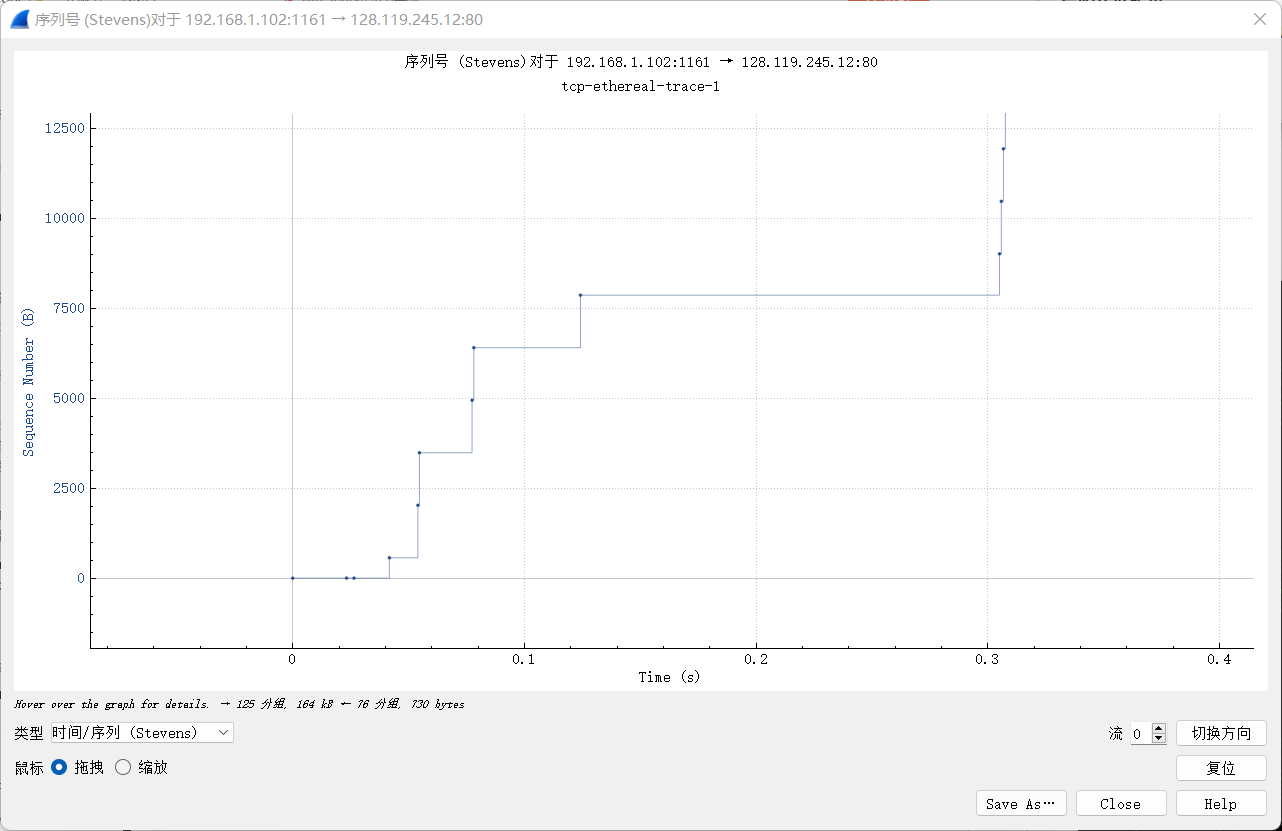 序列号 (Stevens)对于 192.168.1.102:1161 → 128.119.245.12:80
序列号 (Stevens)对于 192.168.1.102:1161 → 128.119.245.12:80
tcp-ethereal-trace-1
12500
10000
7500
5000
2500
0
Sequence Number (B)
0 0.1 0.2 0.3 0.4
Time (s)
Hover over the graph for details. → 125 分组, 164 kB ← 76 分组, 730 bytes
类型 时间/序列 (Stevens) 流 0 切换方向
鼠标 拖拽 缩放 复位
Save As… Close Help